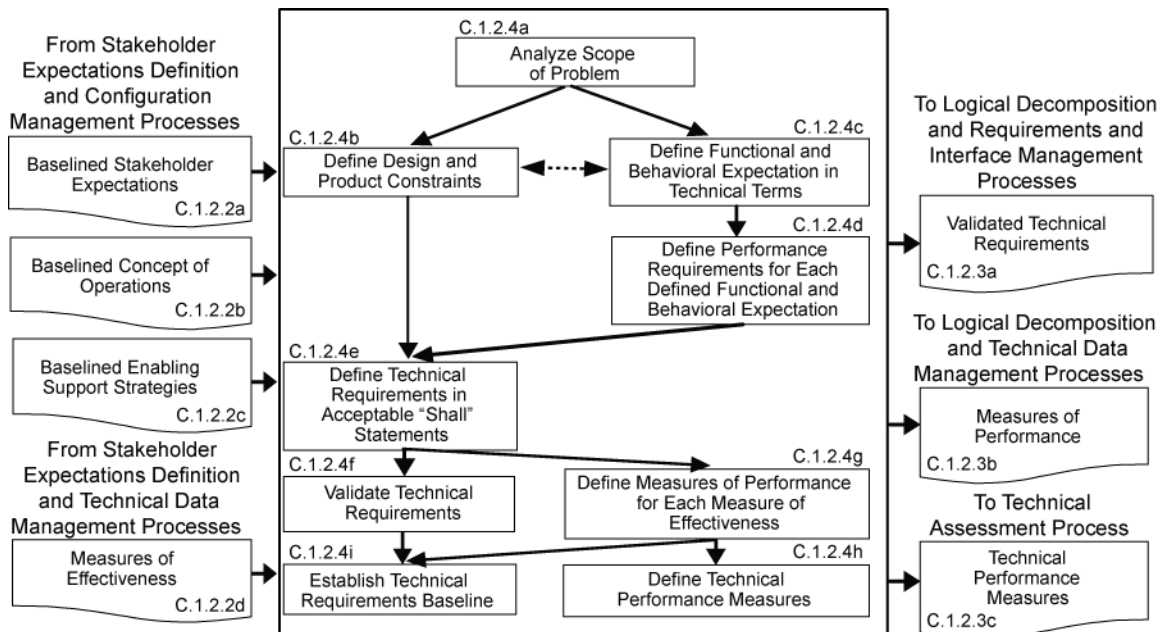 From Stakeholder
Expectations Definition
and Configuration
Management Processes
Baselined Stakeholder
Expectations
C.1.2.2a
Baselined Concept of
Operations
C.1.2.2b
Baselined Enabling
Support Strategies
C.1.2.2c
From Stakeholder
Expectations Definition
and Technical Data
Management Processes
Measures of
Effectiveness
C.1.2.2d
C.1.2.4a
Analyze Scope
of Problem
C.1.2.4b
Define Design and
Product Constraints
C.1.2.4c
Define Functional and
Behavioral Expectation in
Technical Terms
C.1.2.4d
Define Performance
Requirements for Each
Defined Functional and
Behavioral Expectation
C.1.2.4e
Define Technical
Requirements in
Acceptable “Shall”
Statements
C.1.2.4f
Validate Technical
Requirements
C.1.2.4g
Define Measures of Performance
for Each Measure of
Effectiveness
C.1.2.4i
Establish Technical
Requirements Baseline
C.1.2.4h
Define Technical
Performance Measures
To Logical Decomposition
and Requirements and
Interface Management
Processes
Validated Technical
Requirements
C.1.2.3a
To Logical Decomposition
and Technical Data
Management Processes
Measures of
Performance
C.1.2.3b
To Technical
Assessment Process
Technical
Performance
Measures
C.1.2.3c